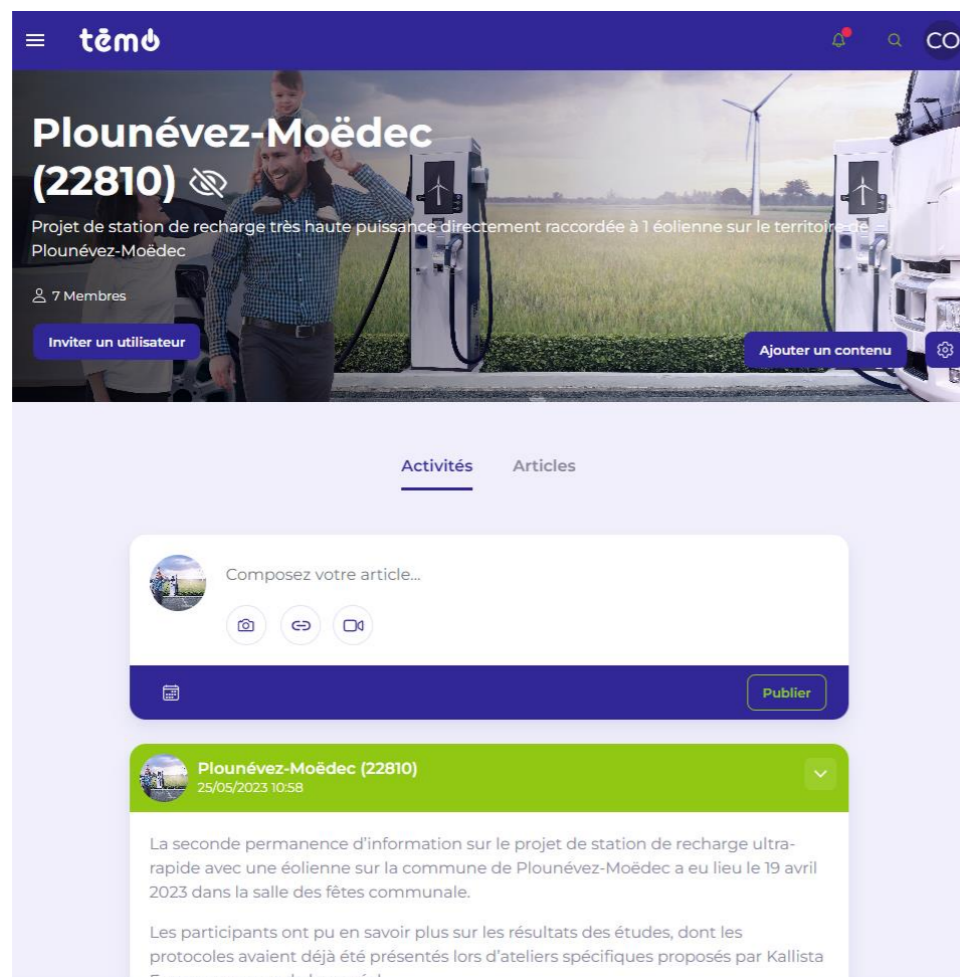 tēmo
CO
Plounévez-Moëdec
(22810)
Projet de station de recharge très haute puissance directement raccordée à 1 éolienne sur le territoire de
Plounévez-Moëdec
7 Membres
Inviter un utilisateur
Ajouter un contenu
Activités
Articles
Composez votre article...
Publier
Plounévez-Moëdec (22810)
25/05/2023 10:58
La seconde permanence d'information sur le projet de station de recharge ultra-
rapide avec une éolienne sur la commune de Plounévez-Moëdec a eu lieu le 19 avril
2023 dans la salle des fêtes communale.
Les participants ont pu en savoir plus sur les résultats des études, dont les
protocoles avaient déjà été présentés lors d'ateliers spécifiques proposés par Kallista